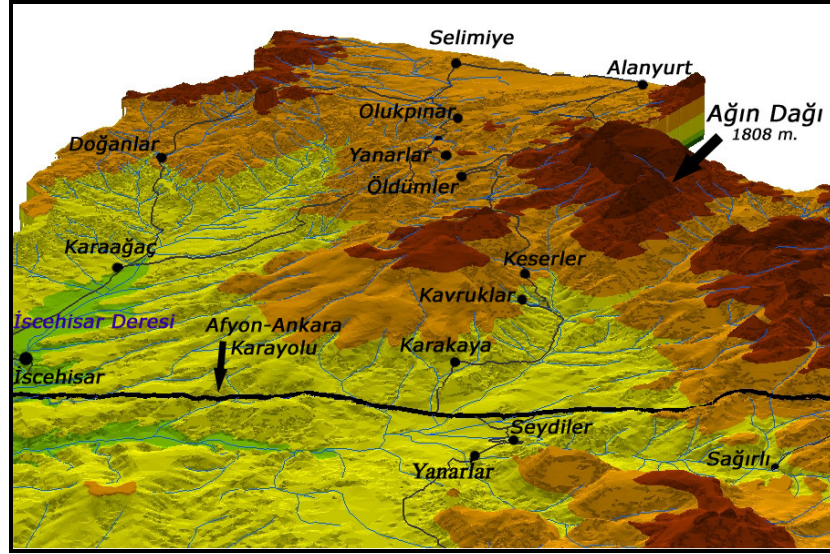 Selimiye
Alanyurt
Ağın Dağı
1808 m.
Olukpınar
Doğanlar
Yanarlar
Öldümler
Karaağaç
Keserler
Kavruklar
İscehisar Deresi
Afyon-Ankara
Karayolu
Karakaya
İscehisar
Seydiler
Yanarlar
Sağırlı